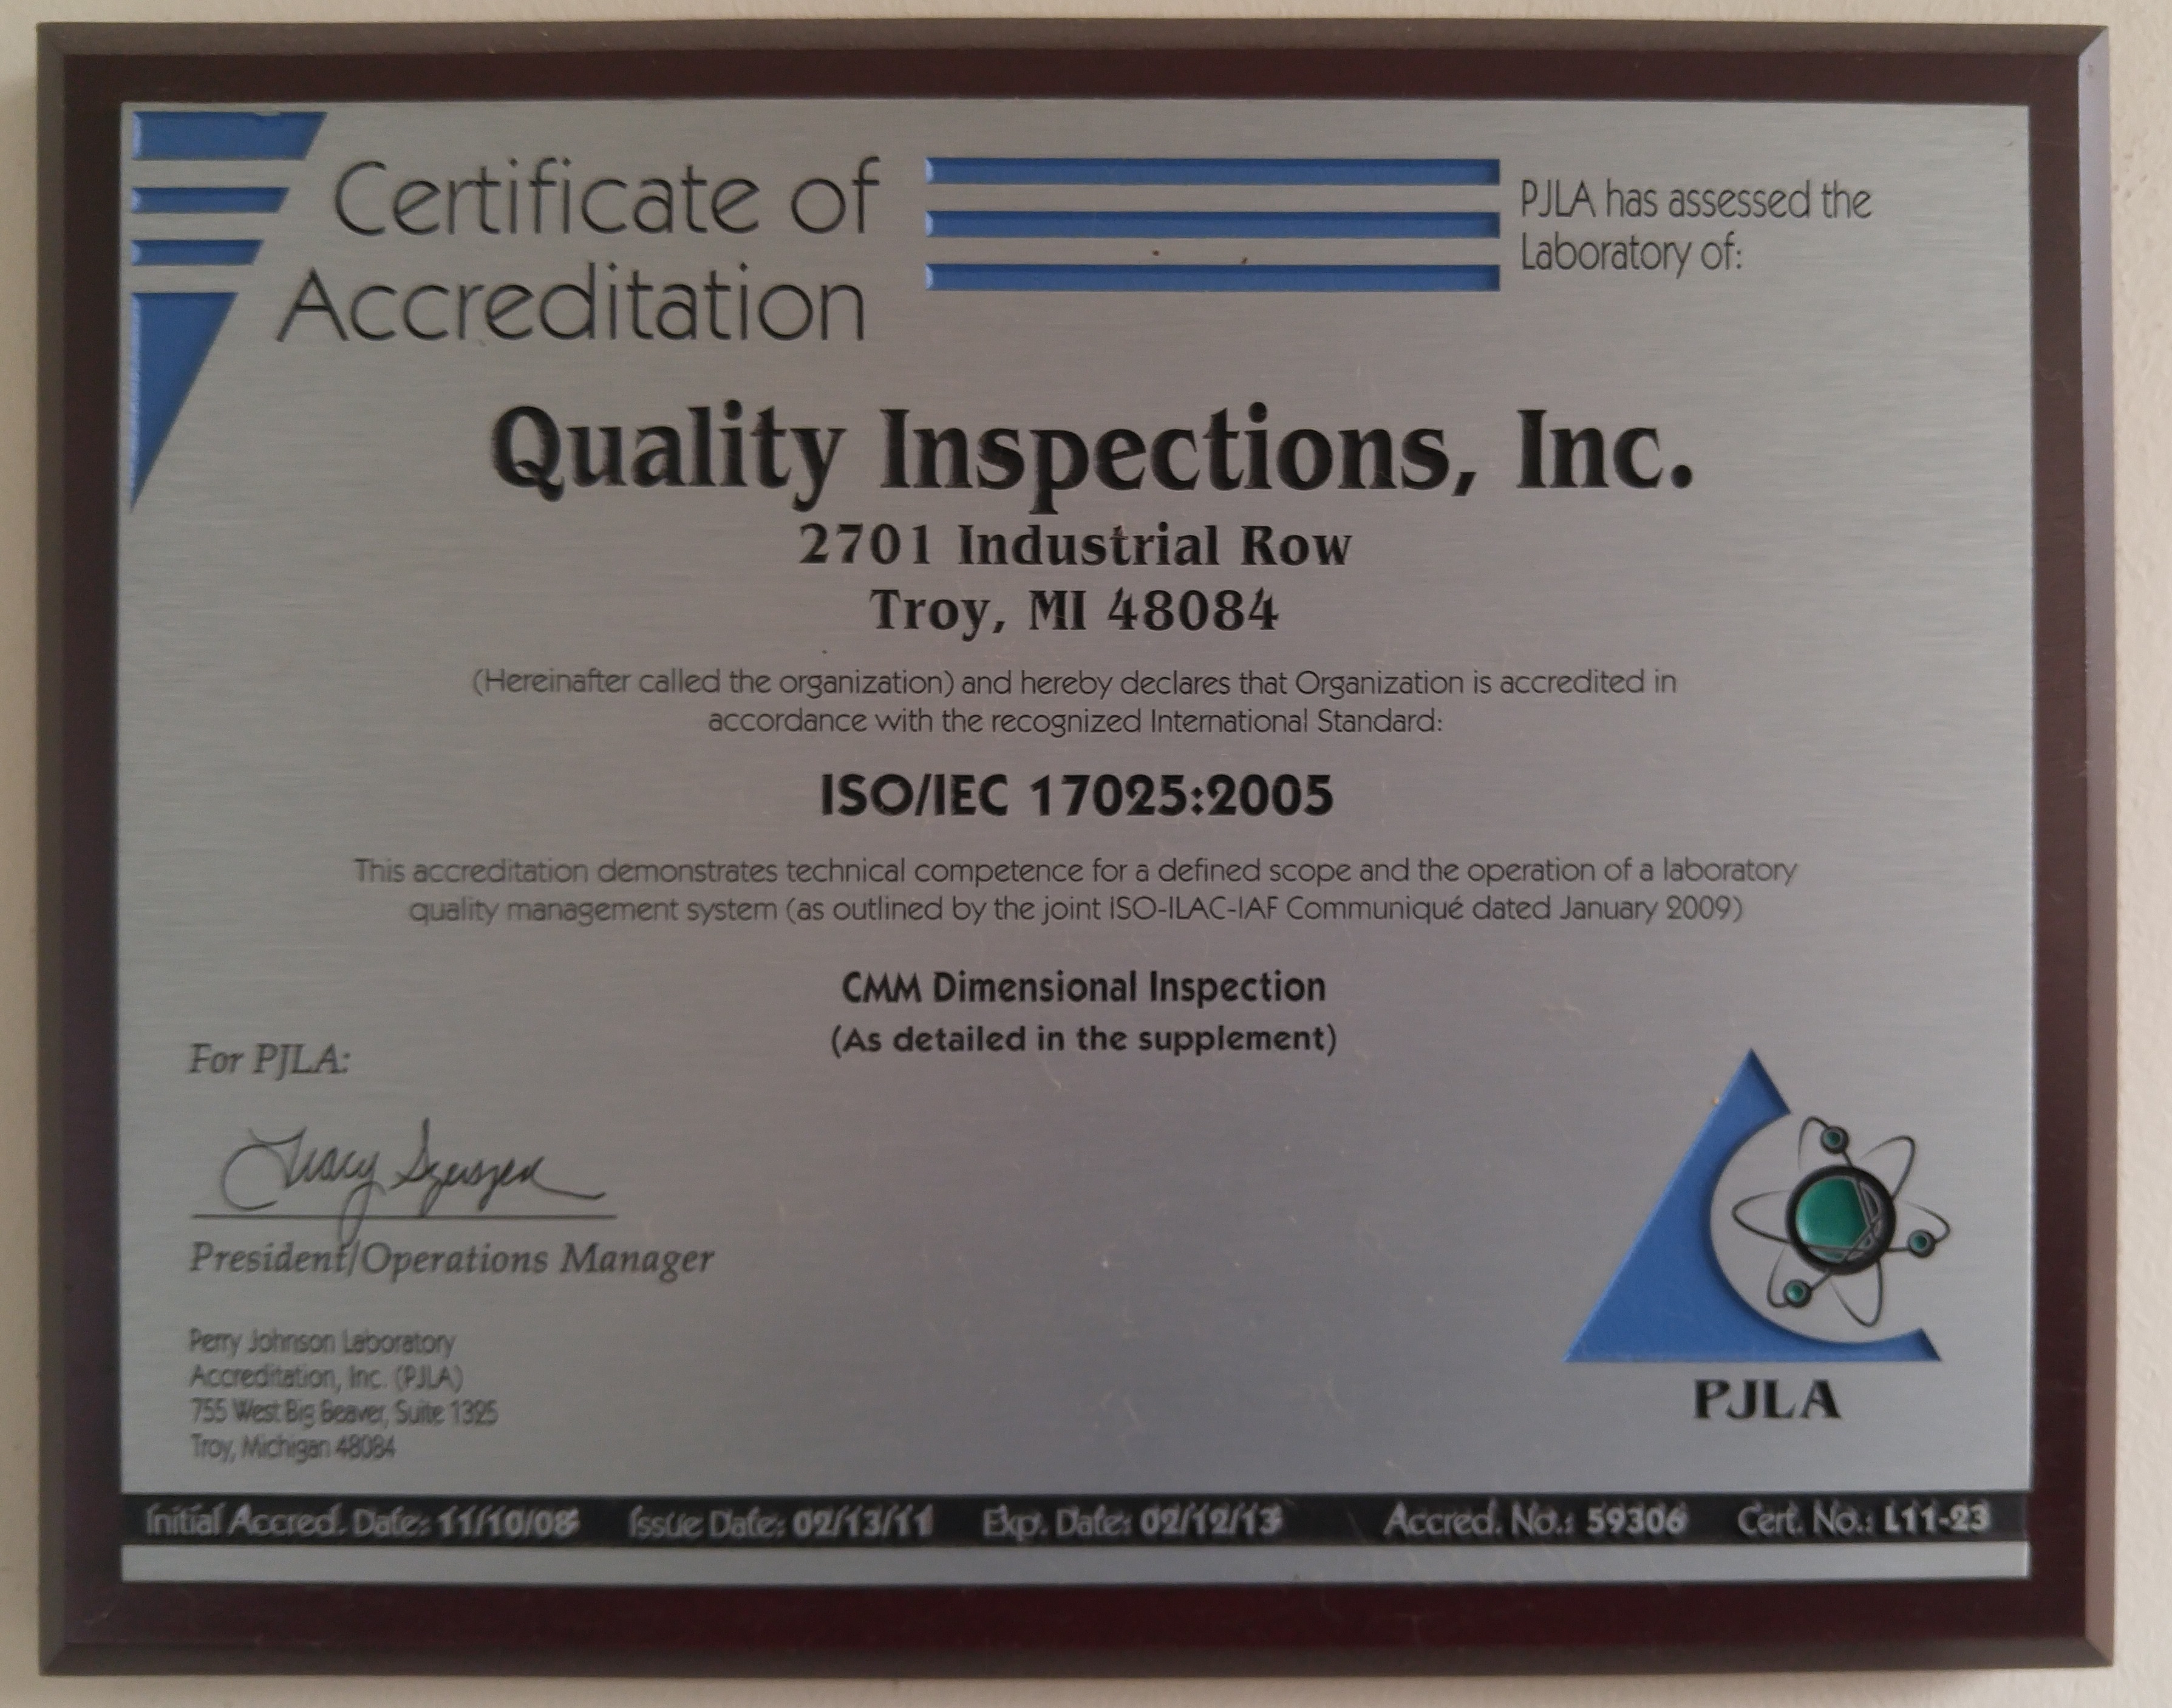 Certificate of
Accreditation
PJLA has assessed the
Laboratory of:
Quality Inspections, Inc.
2701 Industrial Row
Troy, MI 48084
(Hereinafter called the organization) and hereby declares that Organization is accredited in
accordance with the recognized International Standard:
ISO/IEC 17025:2005
This accreditation demonstrates technical competence for a defined scope and the operation of a laboratory
quality management system (as outlined by the joint ISO-ILAC-IAF Communiqué dated January 2009)
CMM Dimensional Inspection
(As detailed in the supplement)
For PJLA:
Tracy Szerszen
President/Operations Manager
Perry Johnson Laboratory
Accreditation, Inc. (PJLA)
755 West Big Beaver, Suite 1325
Troy, Michigan 48084
PJLA
Initial Accred. Date: 11/10/08 Issue Date: 02/13/11 Exp. Date: 02/12/13 Accred. No.: 59306 Cert. No.: L11-23